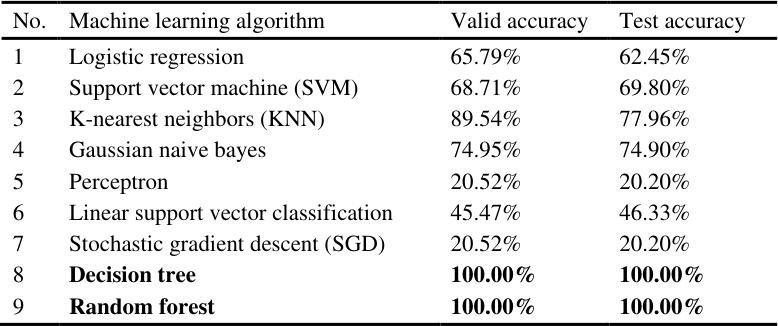 No. Machine learning algorithm Valid accuracy Test accuracy
1 Logistic regression 65.79% 62.45%
2 Support vector machine (SVM) 68.71% 69.80%
3 K-nearest neighbors (KNN) 89.54% 77.96%
4 Gaussian naive bayes 74.95% 74.90%
5 Perceptron 20.52% 20.20%
6 Linear support vector classification 45.47% 46.33%
7 Stochastic gradient descent (SGD) 20.52% 20.20%
8 Decision tree 100.00% 100.00%
9 Random forest 100.00% 100.00%